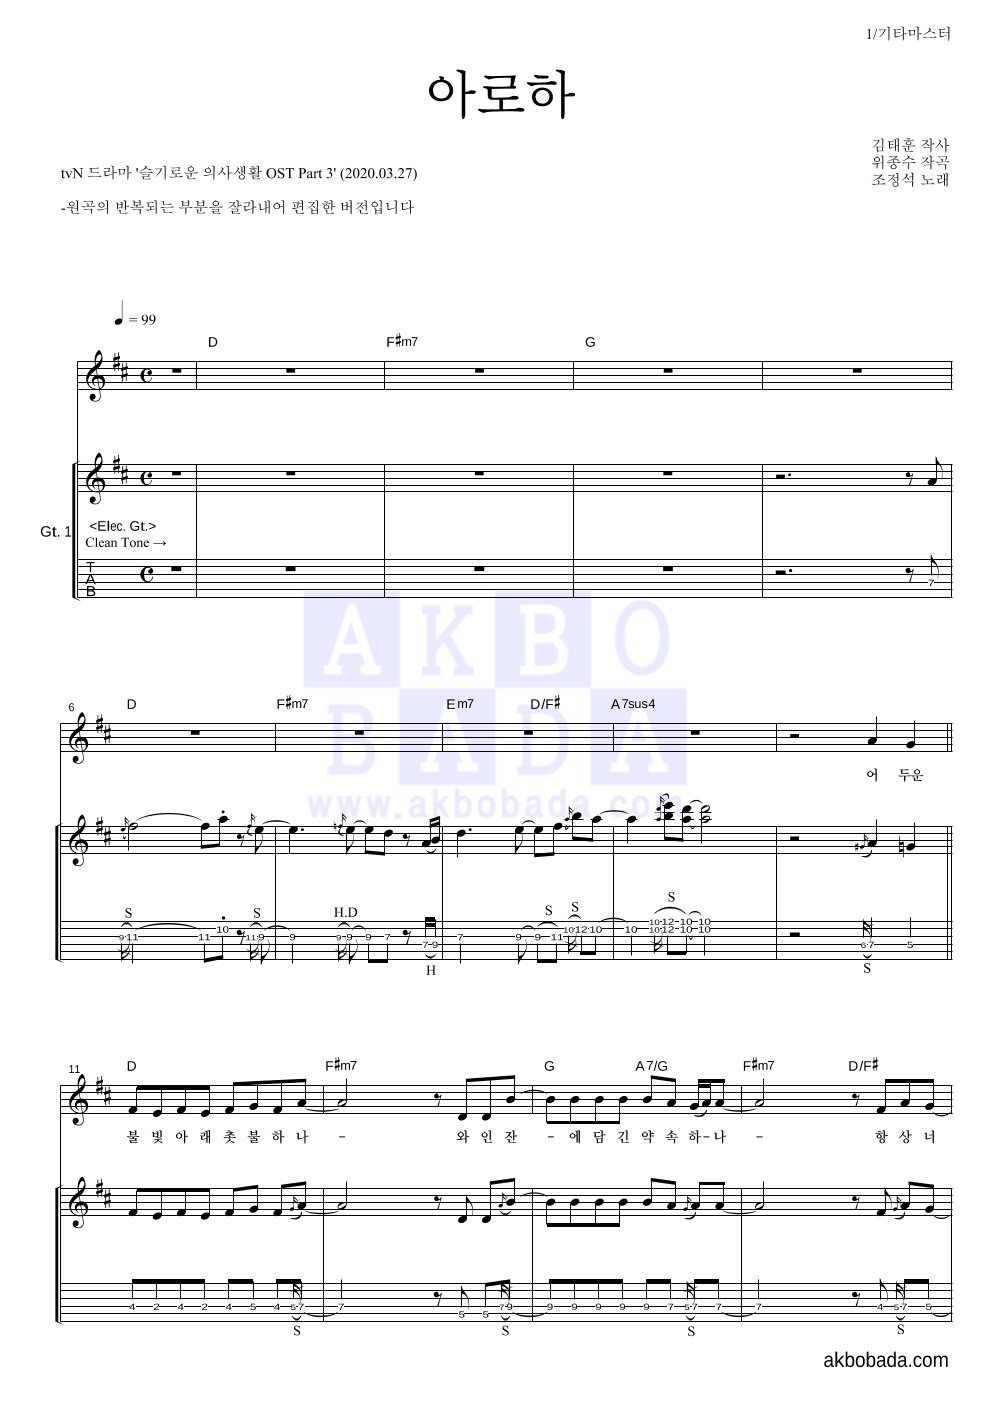 1/기타마스터
아로하
김태훈 작사
위종수 작곡
조정석 노래
tvN 드라마 '슬기로운 의사생활 OST Part 3' (2020.03.27)
-원곡의 반복되는 부분을 잘라내어 편집한 버전입니다
= 99
D F#m7 G
Gt. 1
<Elec. Gt.>
Clean Tone →
T
A
B
7
AKBO
BADA
www.akbobada.com
6 D F#m7 Em7 D/F# A7sus4
어 두운
S S H.D S S S
9 11 11 10 11 9 9 9 9 7 7 9 7 9 9 11 10 12 10 10 10 12 10 10 6 7 5
10 12 10 10
H S
11 D F#m7 G A7/G F#m7 D/F#
불 빛 아 래 촛 불 하 나 - 와 인 잔 - 에 담 긴 약 속 하-나 - 항 상 너
4 2 4 2 4 5 4 5 7 7 5 5 7 9 9 9 9 9 9 7 5 7 7 7 4 5 7 5
S S S S
akbobada.com